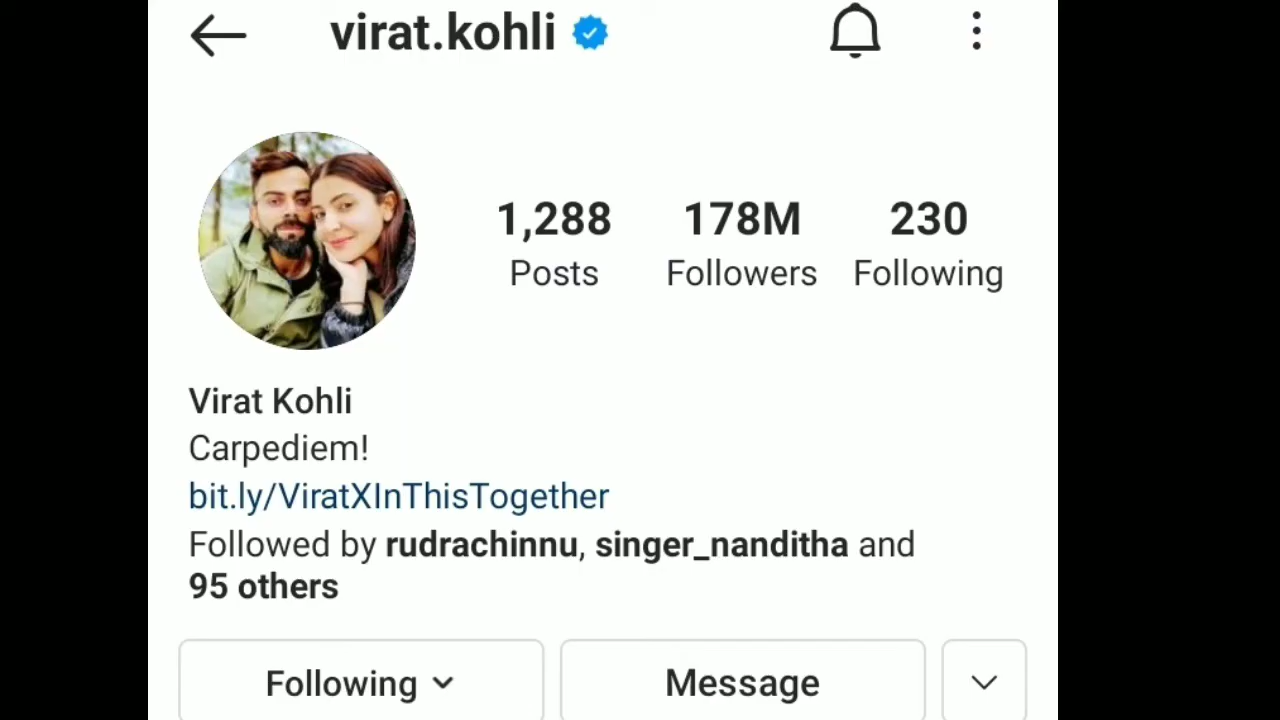 virat.kohli
1,288 178M 230
Posts Followers Following
Virat Kohli
Carpediem!
bit.ly/ViratXInThisTogether
Followed by rudrachinnu, singer_nanditha and
95 others
Following Message